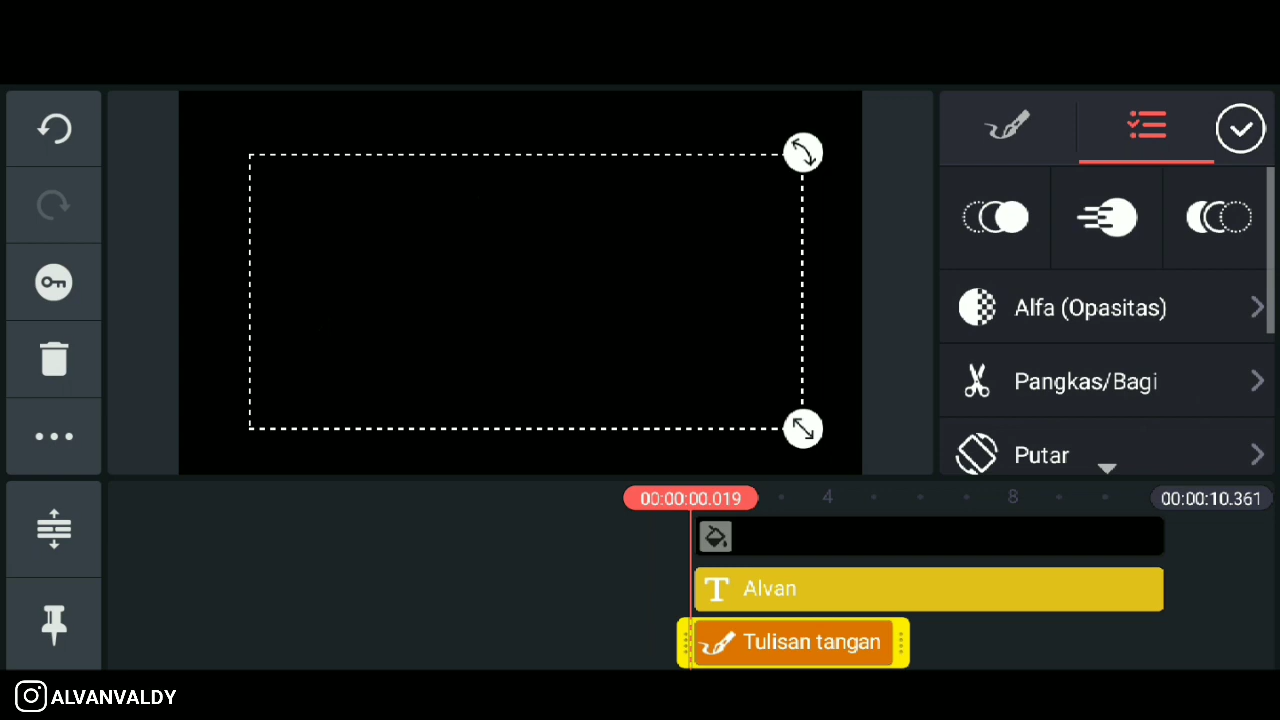 Alfa (Opasitas)
Pangkas/Bagi
Putar
00:00:00.019
4
8
00:00:10.361
T Alvan
Tulisan tangan
ALVANVALDY